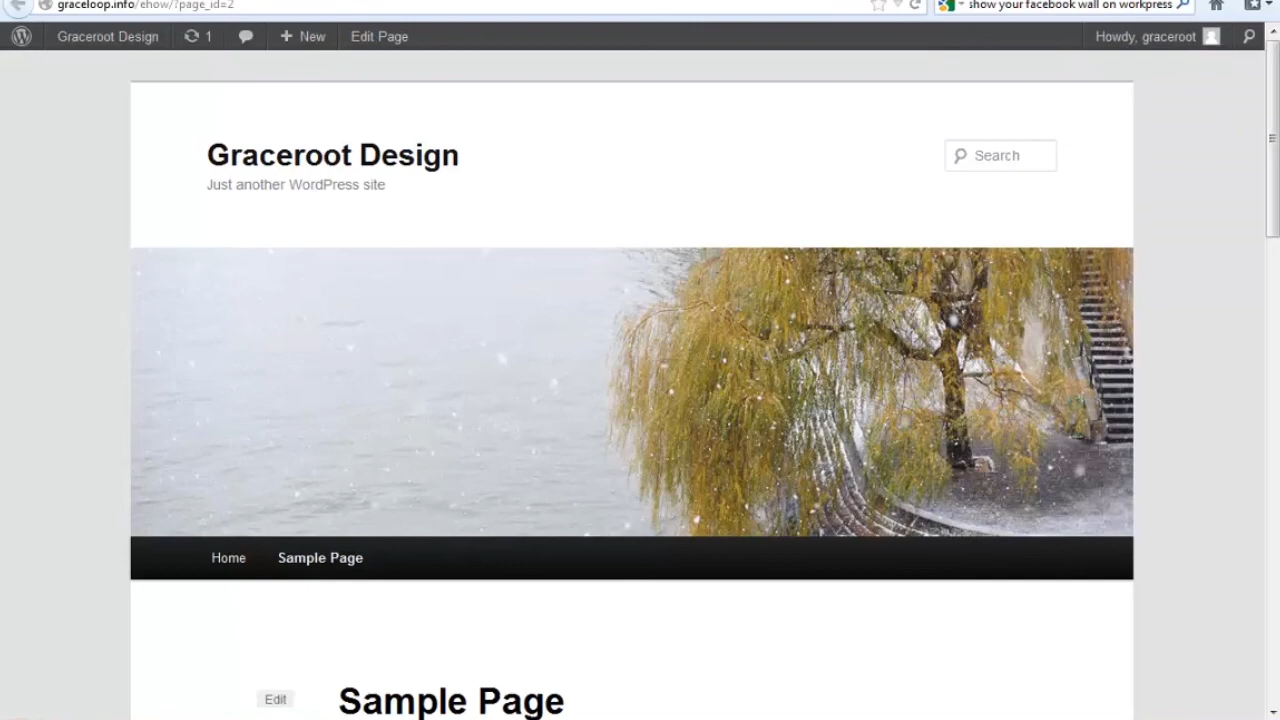 graceloop.info/ehow/?page_id=2
show your facebook wall on workpress
Graceroot Design 1 New Edit Page Howdy, graceroot
Graceroot Design
Just another WordPress site
Search
Home Sample Page
Edit
Sample Page